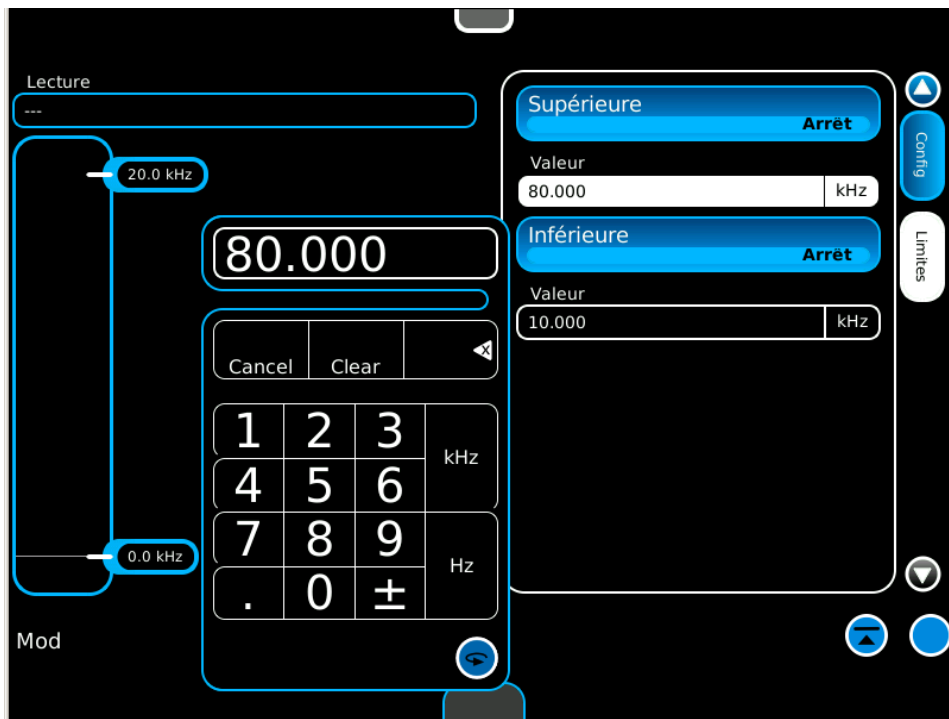 Lecture
---
20.0 kHz
0.0 kHz
Mod
80.000
Cancel Clear X
1 2 3 kHz
4 5 6
7 8 9 Hz
. 0 ±
Supérieure
Arrêt
Valeur
80.000 kHz
Inférieure
Arrêt
Valeur
10.000 kHz
Config
Limites